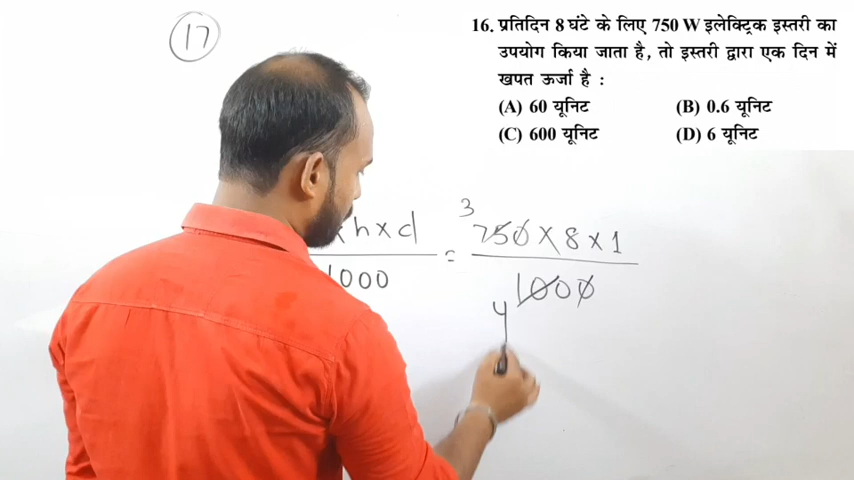 17
16. प्रतिदिन 8 घंटे के लिए 750 W इलेक्ट्रिक इस्तरी का
उपयोग किया जाता है, तो इस्तरी द्वारा एक दिन में
खपत ऊर्जा है :
(A) 60 यूनिट (B) 0.6 यूनिट
(C) 600 यूनिट (D) 6 यूनिट
3
× h × d = 750 × 8 × 1
1000 1000
4